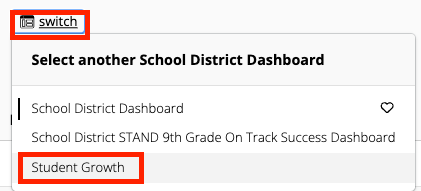 switch
Select another School District Dashboard
School District Dashboard
School District STAND 9th Grade On Track Success Dashboard
Student Growth